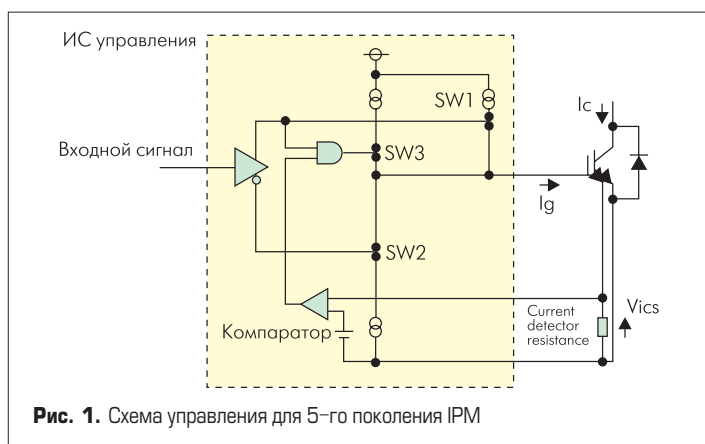 ИС управления
SW1
Ic
Входной сигнал
SW3
Ig
SW2
Компаратор
Current
detector
resistance
Vics
Рис. 1. Схема управления для 5-го поколения IPM